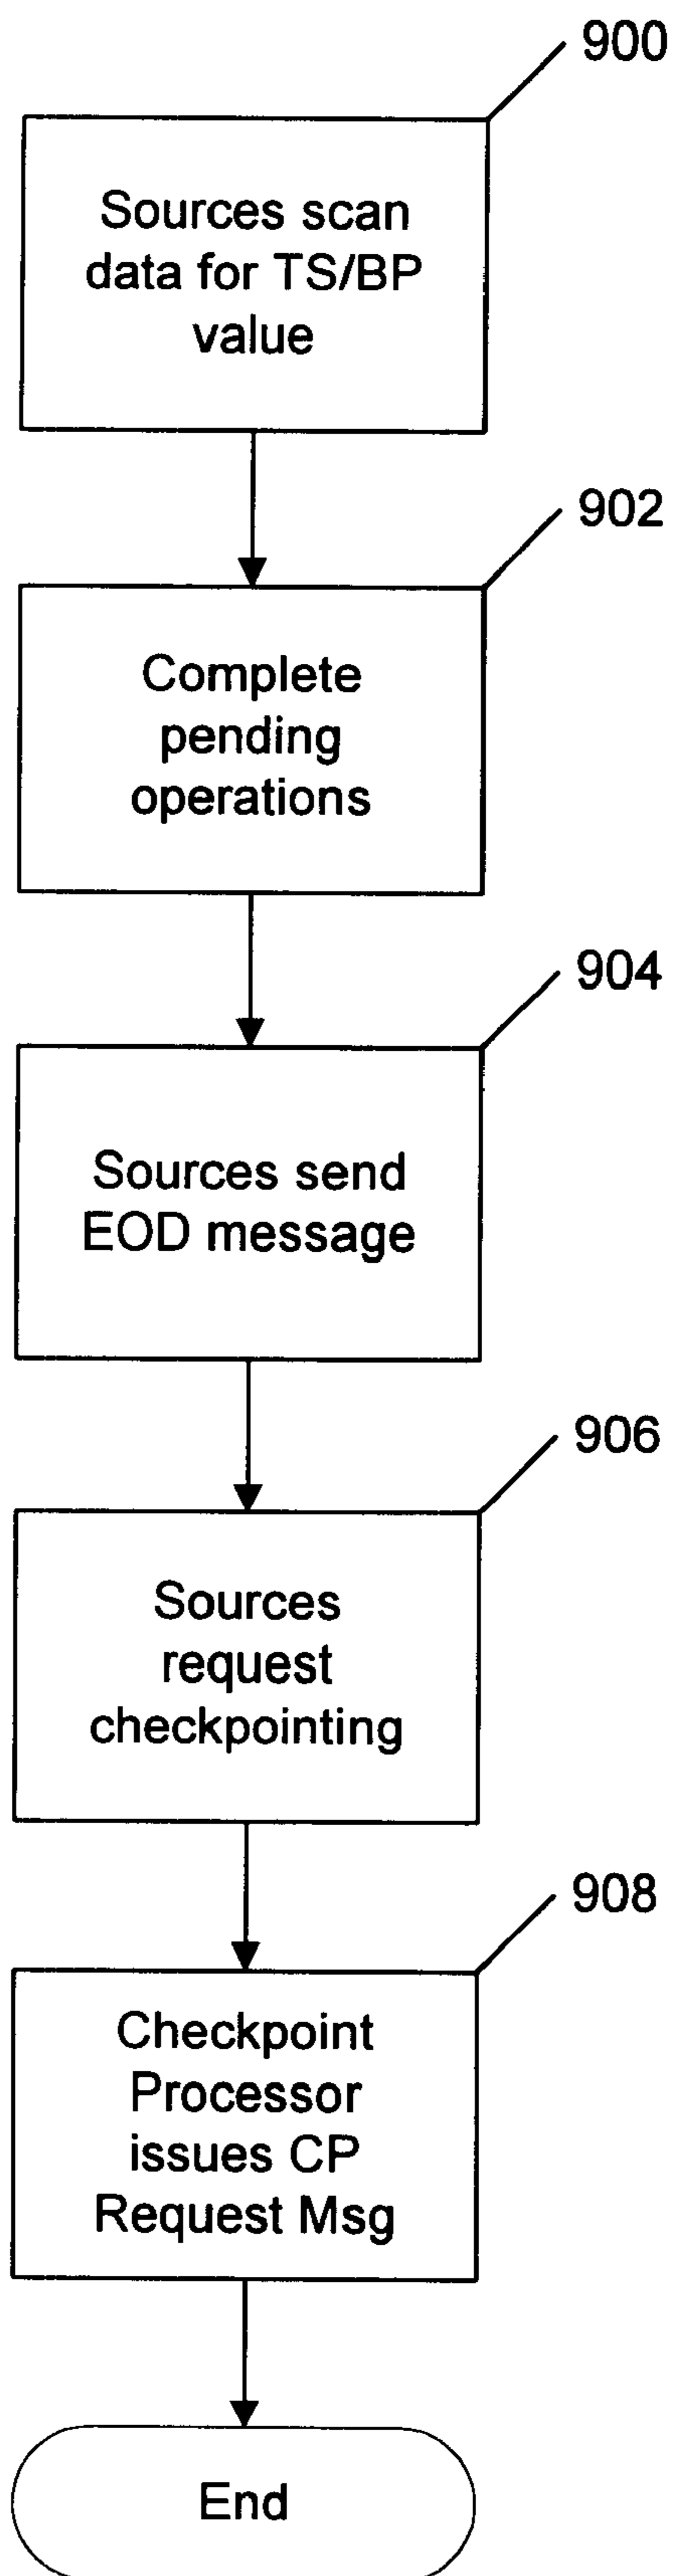 900
Sources scan
data for TS/BP
value
902
Complete
pending
operations
904
Sources send
EOD message
906
Sources
request
checkpointing
908
Checkpoint
Processor
issues CP
Request Msg
End